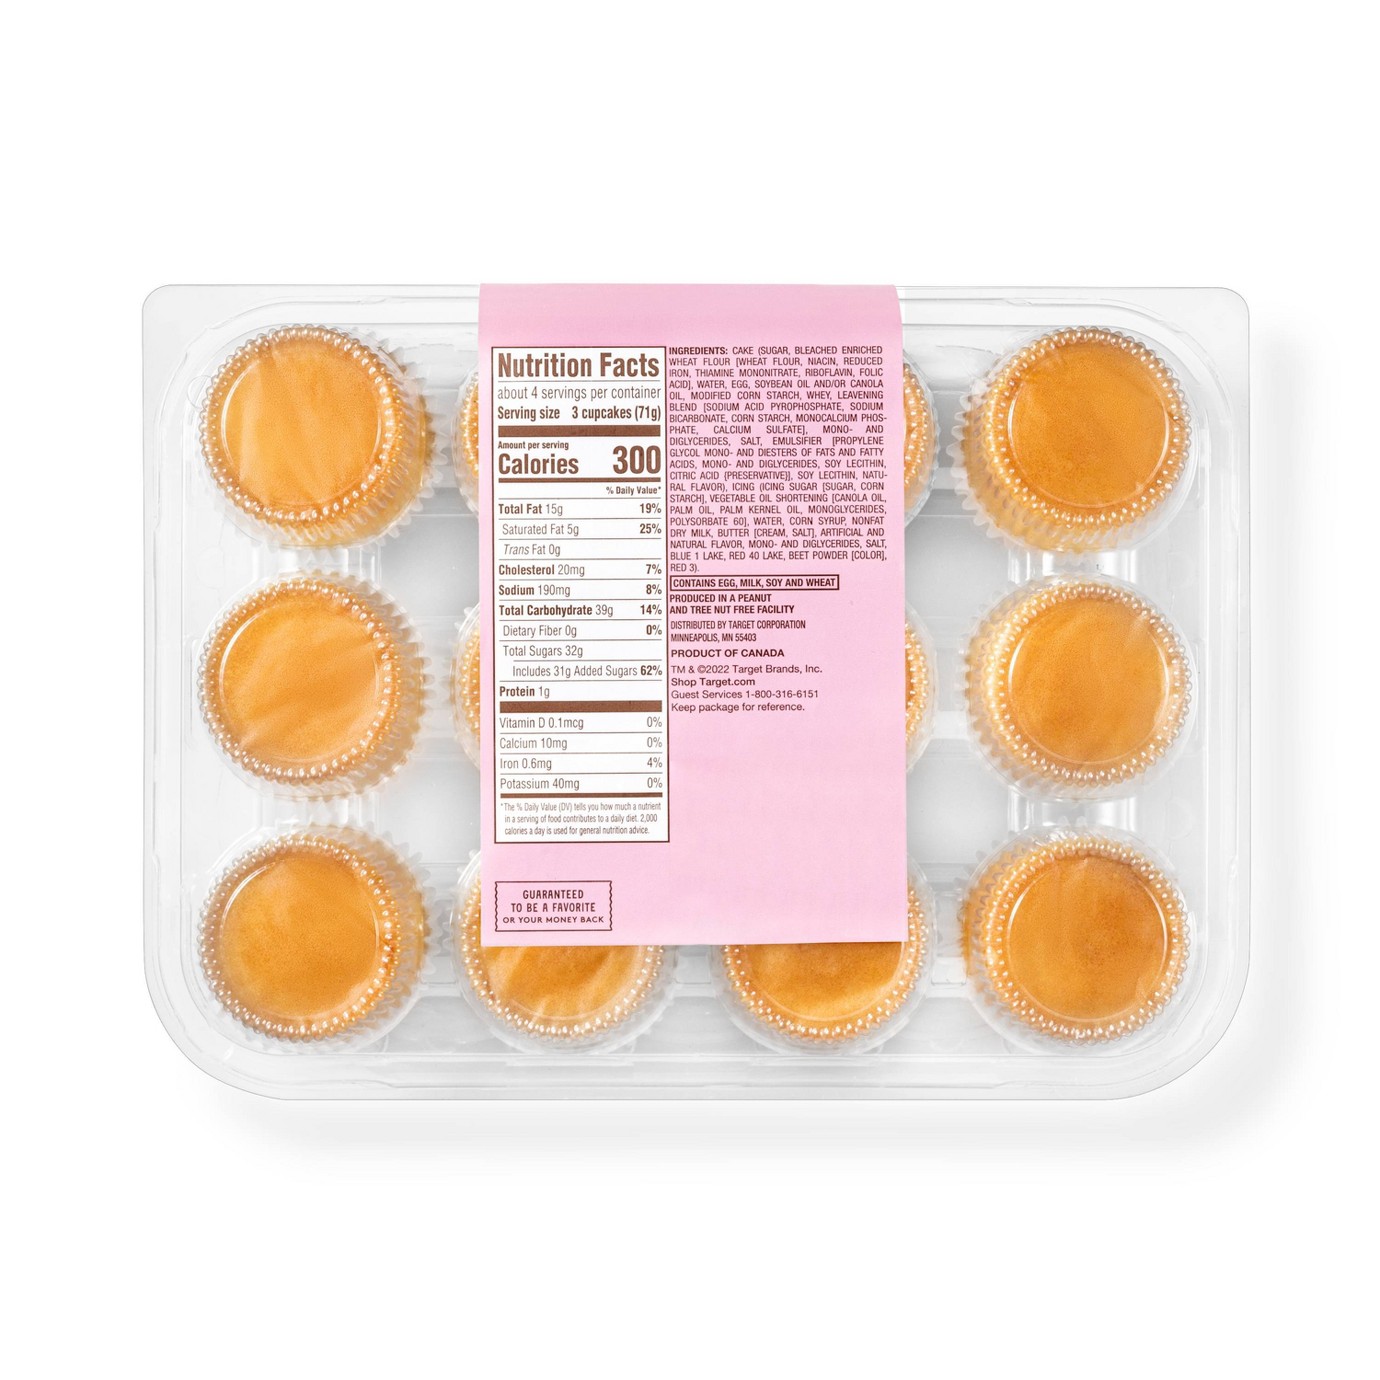 Nutrition Facts
about 4 servings per container
Serving size 3 cupcakes (71g)
Amount per serving
Calories 300
% Daily Value*
Total Fat 15g 19%
Saturated Fat 5g 25%
Trans Fat 0g
Cholesterol 20mg 7%
Sodium 190mg 8%
Total Carbohydrate 39g 14%
Dietary Fiber 0g 0%
Total Sugars 32g
Includes 31g Added Sugars 62%
Protein 1g
Vitamin D 0.1mcg 0%
Calcium 10mg 0%
Iron 0.6mg 4%
Potassium 40mg 0%
*The % Daily Value (DV) tells you how much a nutrient
in a serving of food contributes to a daily diet. 2,000
calories a day is used for general nutrition advice.
GUARANTEED
TO BE A FAVORITE
OR YOUR MONEY BACK
INGREDIENTS: CAKE (SUGAR, BLEACHED ENRICHED
WHEAT FLOUR [WHEAT FLOUR, NIACIN, REDUCED
IRON, THIAMINE MONONITRATE, RIBOFLAVIN, FOLIC
ACID], WATER, EGG, SOYBEAN OIL AND/OR CANOLA
OIL, MODIFIED CORN STARCH, WHEY, LEAVENING
BLEND [SODIUM ACID PYROPHOSPHATE, SODIUM
BICARBONATE, CORN STARCH, MONOCALCIUM PHOS-
PHATE, CALCIUM SULFATE], MONO- AND
DIGLYCERIDES, SALT, EMULSIFIER [PROPYLENE
GLYCOL MONO- AND DIESTERS OF FATS AND FATTY
ACIDS, MONO- AND DIGLYCERIDES, SOY LECITHIN,
CITRIC ACID {PRESERVATIVE}], SOY LECITHIN, NATU-
RAL FLAVOR), ICING (ICING SUGAR [SUGAR, CORN
STARCH], VEGETABLE OIL SHORTENING [CANOLA OIL,
PALM OIL, PALM KERNEL OIL, MONOGLYCERIDES,
POLYSORBATE 60], WATER, CORN SYRUP, NONFAT
DRY MILK, BUTTER [CREAM, SALT], ARTIFICIAL AND
NATURAL FLAVOR, MONO- AND DIGLYCERIDES, SALT,
BLUE 1 LAKE, RED 40 LAKE, BEET POWDER [COLOR],
RED 3).
CONTAINS EGG, MILK, SOY AND WHEAT
PRODUCED IN A PEANUT
AND TREE NUT FREE FACILITY
DISTRIBUTED BY TARGET CORPORATION
MINNEAPOLIS, MN 55403
PRODUCT OF CANADA
TM & ©2022 Target Brands, Inc.
Shop Target.com
Guest Services 1-800-316-6151
Keep package for reference.